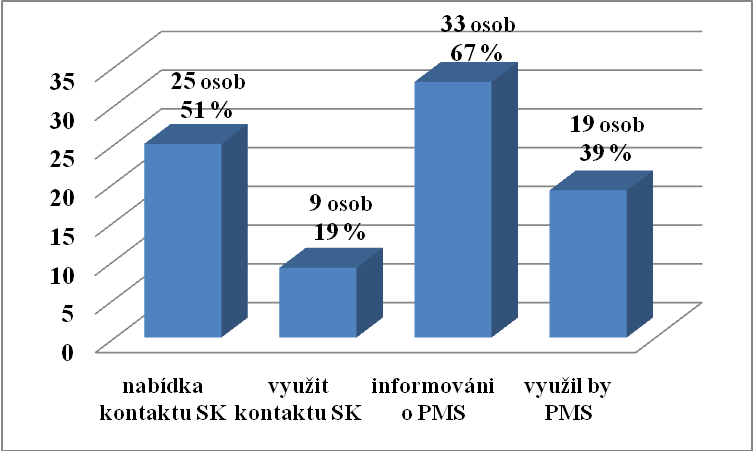 33 osob
67 %
25 osob
51 %
19 osob
39 %
9 osob
19 %
35
30
25
20
15
10
5
0
nabídka
kontaktu SK
využit
kontaktu SK
informováni
o PMS
využil by
PMS